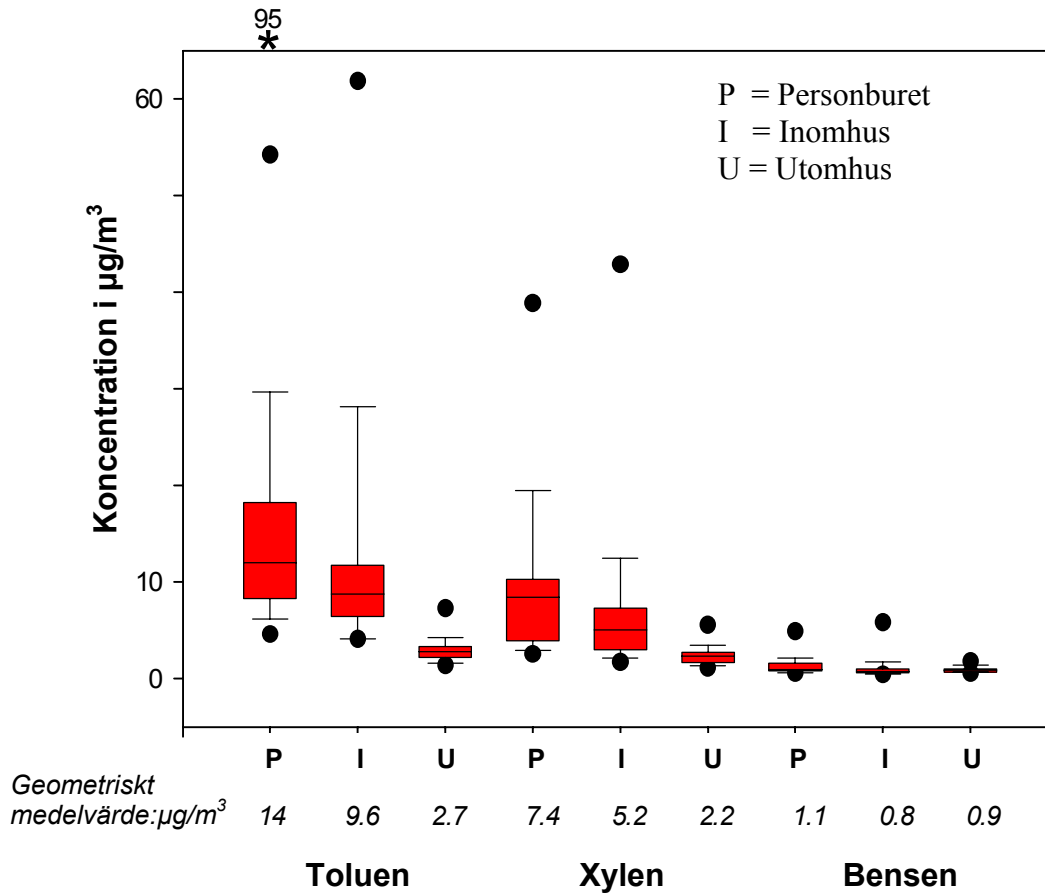 95
*
60
P = Personburet
I = Inomhus
U = Utomhus
Koncentration i µg/m³
10
0
P I U P I U P I U
Geometriskt
medelvärde:µg/m³ 14 9.6 2.7 7.4 5.2 2.2 1.1 0.8 0.9
Toluen Xylen Bensen